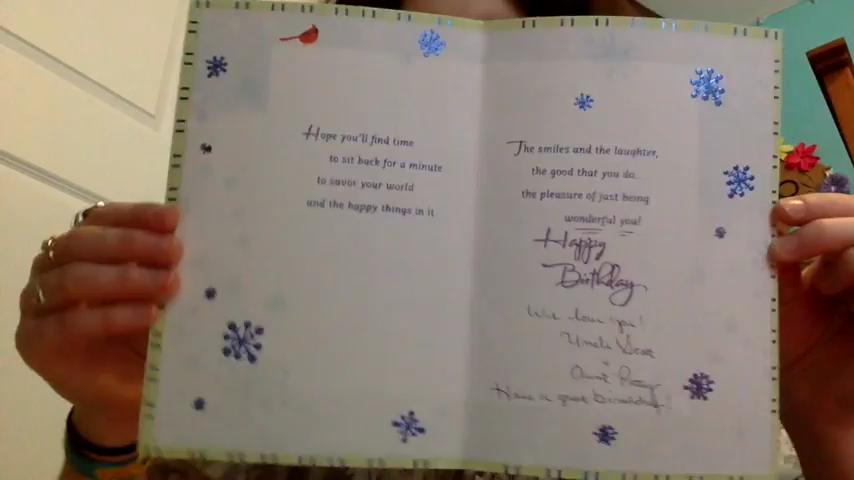 Hope you'll find time
to sit back for a minute
to savor your world
and the happy things in it
The smiles and the laughter,
the good that you do...
the pleasure of just being
wonderful you!
Happy
Birthday
We love you!
Uncle
Aunt
Have a great birthday!